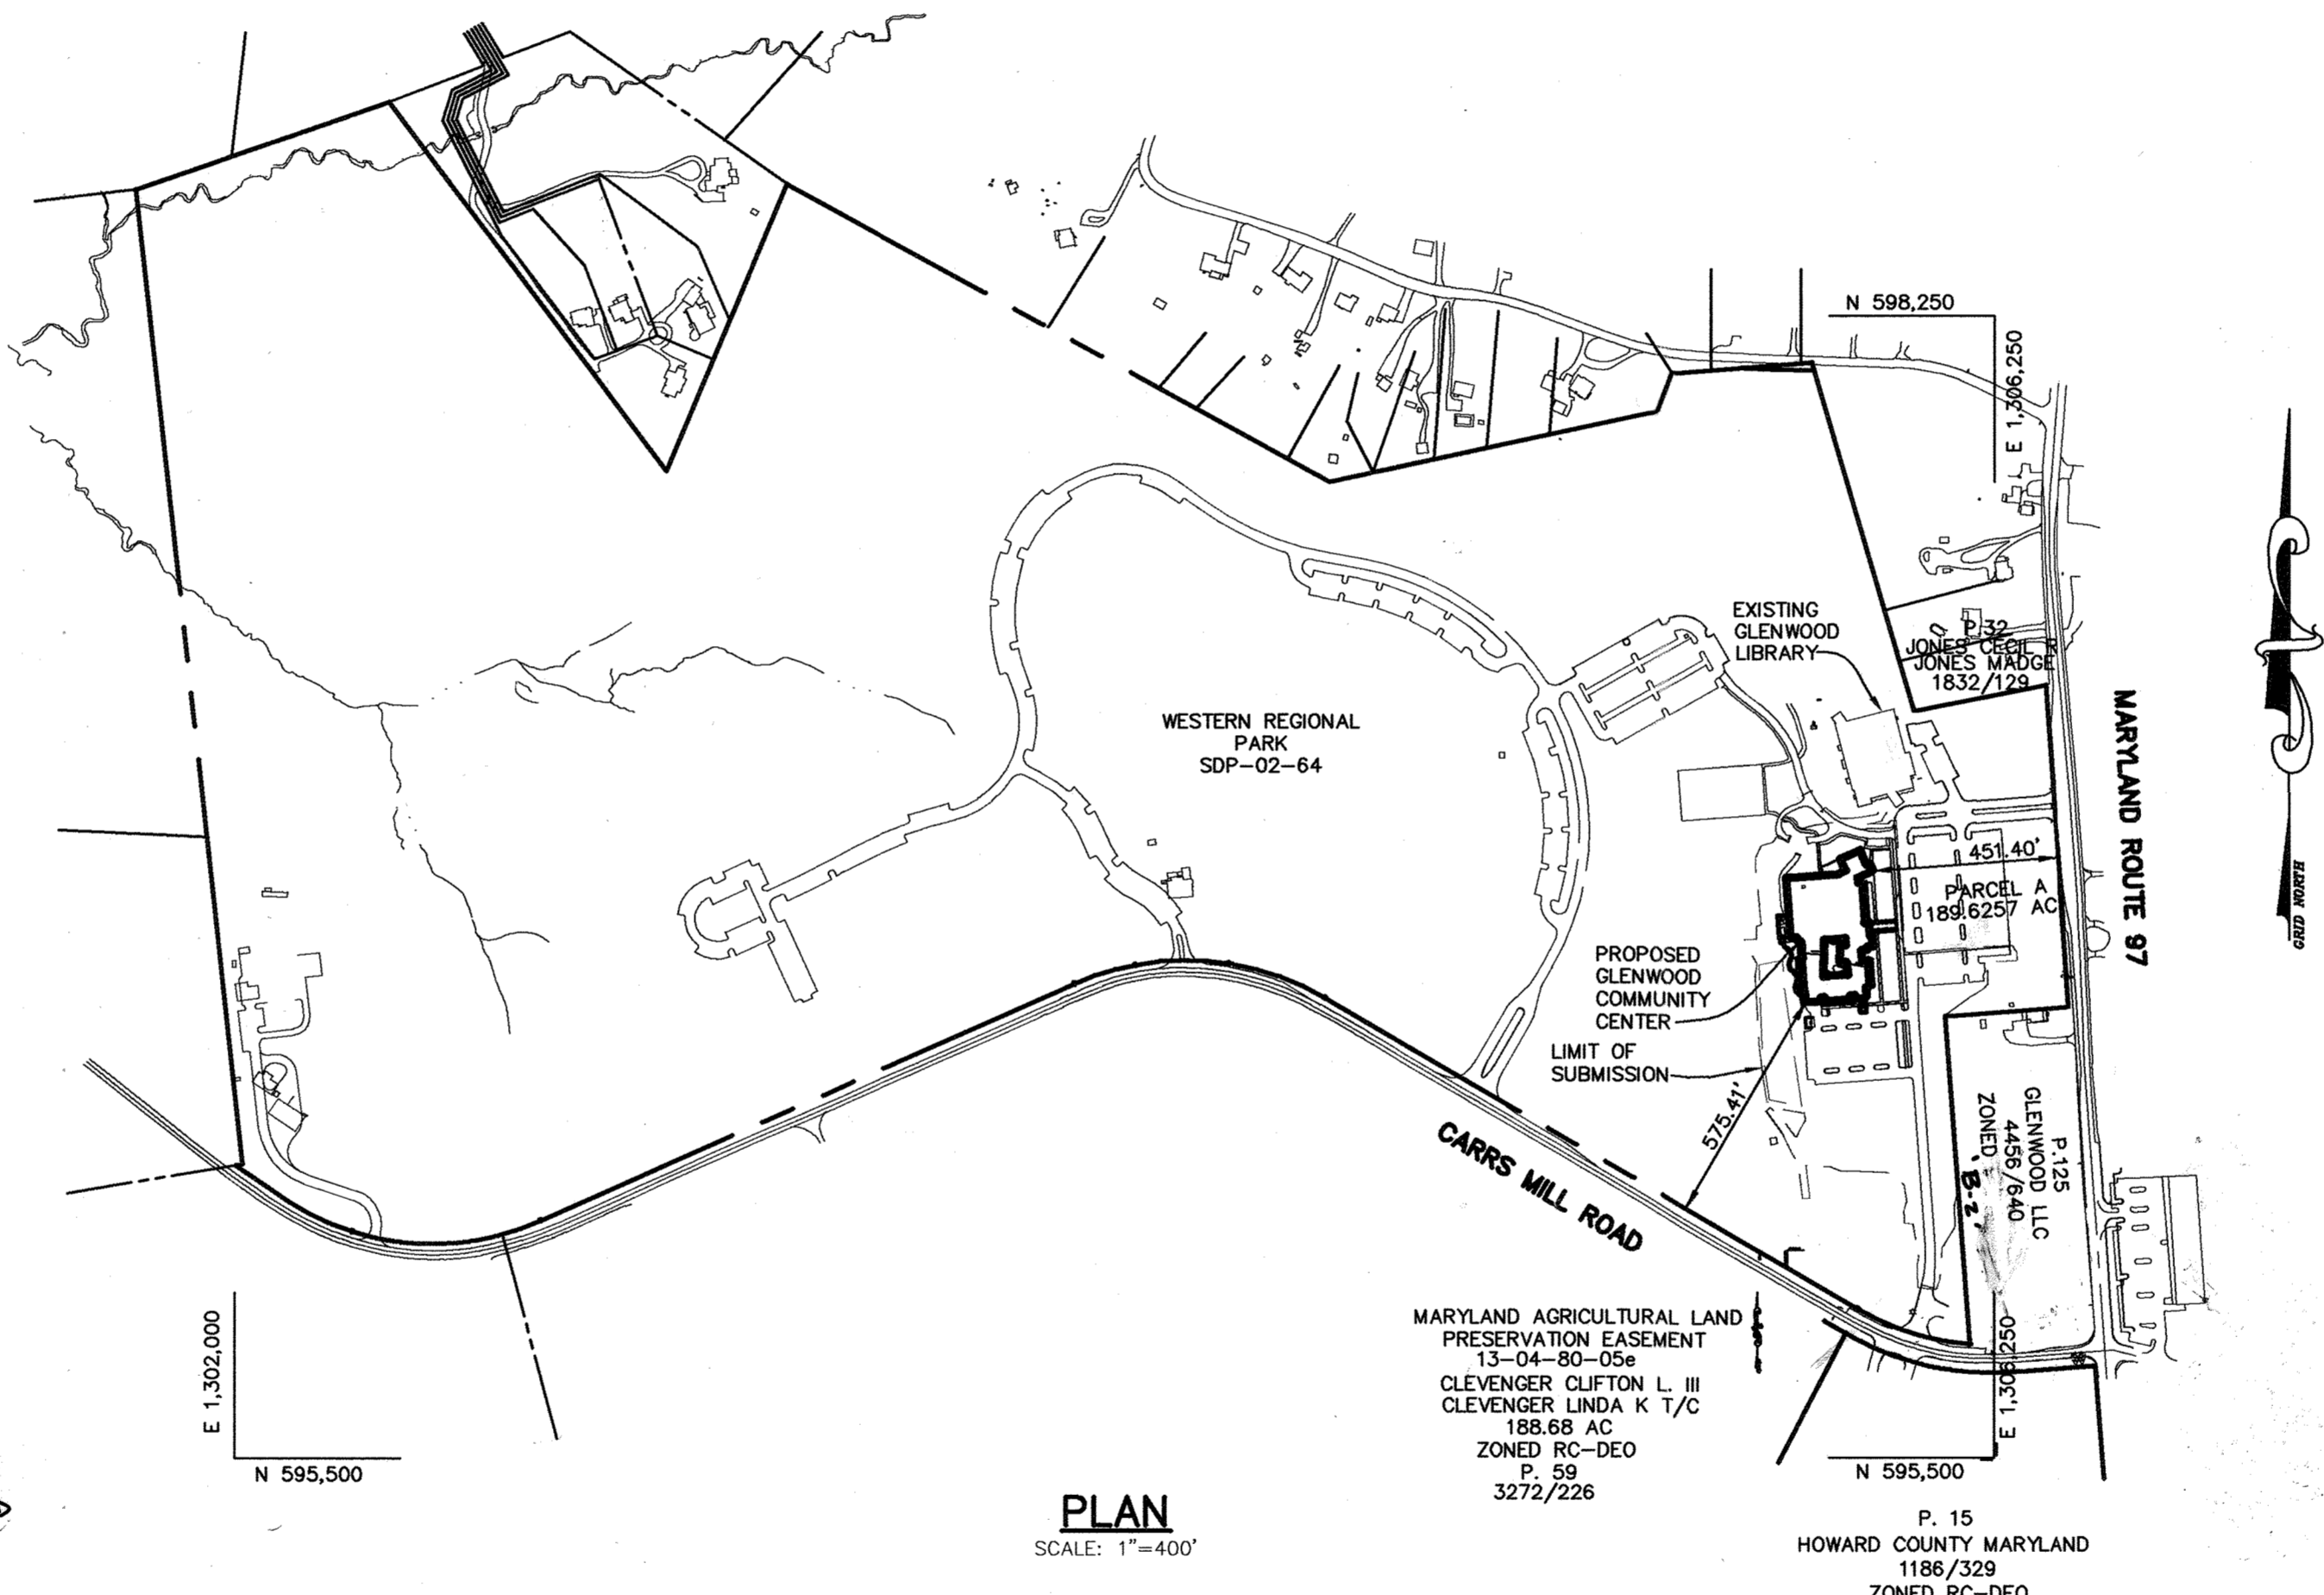 N 598,250
E 1,306,250
EXISTING
GLENWOOD
LIBRARY
P.32
JONES CECIL R
JONES MADGE
1832/129
WESTERN REGIONAL
PARK
SDP-02-64
MARYLAND ROUTE 97
451.40'
PARCEL A
189.6257 AC
GRID NORTH
PROPOSED
GLENWOOD
COMMUNITY
CENTER
LIMIT OF
SUBMISSION
575.41'
CARRS MILL ROAD
P.125
GLENWOOD LLC
4456/640
ZONED = 'B-2'
MARYLAND AGRICULTURAL LAND
PRESERVATION EASEMENT
13-04-80-05e
CLEVENGER CLIFTON L. III
CLEVENGER LINDA K T/C
188.68 AC
ZONED RC-DEO
P. 59
3272/226
E 1,302,000
N 595,500
E 1,306,250
N 595,500
PLAN
SCALE: 1"=400'
P. 15
HOWARD COUNTY MARYLAND
1186/329
ZONED RC-DEO